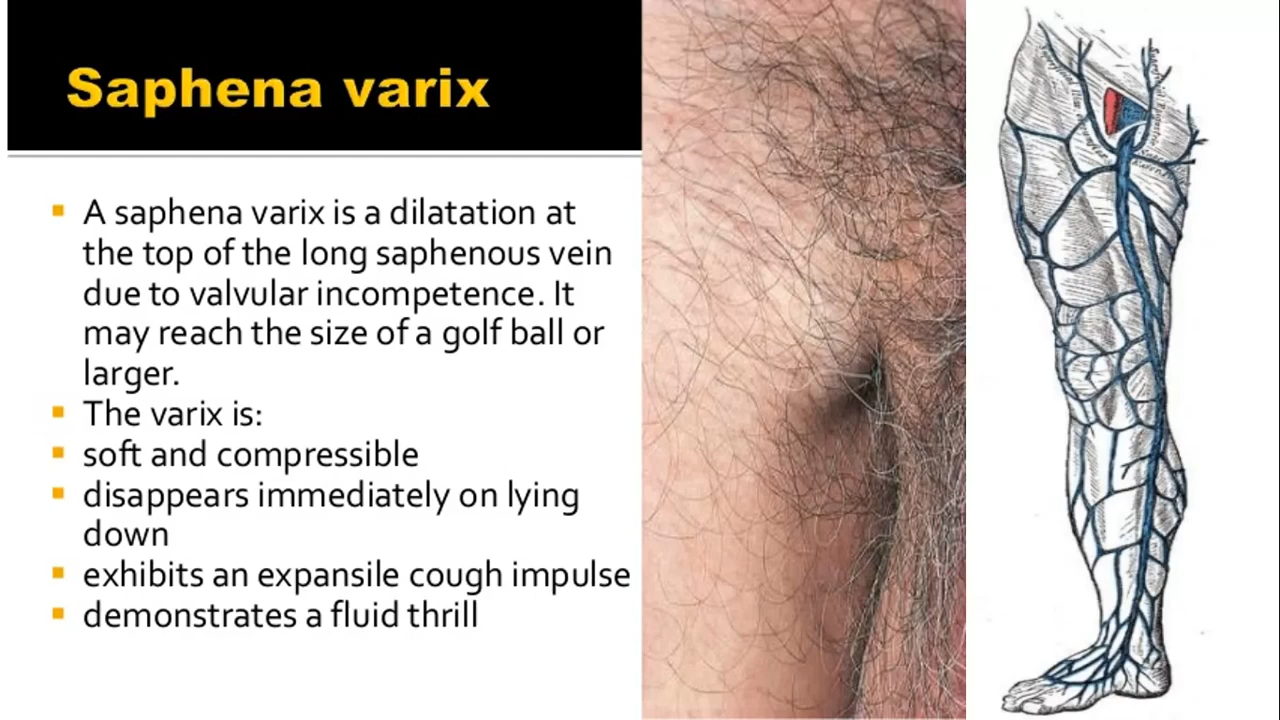 Saphena varix
▪ A saphena varix is a dilatation at
the top of the long saphenous vein
due to valvular incompetence. It
may reach the size of a golf ball or
larger.
▪ The varix is:
▪ soft and compressible
▪ disappears immediately on lying
down
▪ exhibits an expansile cough impulse
▪ demonstrates a fluid thrill